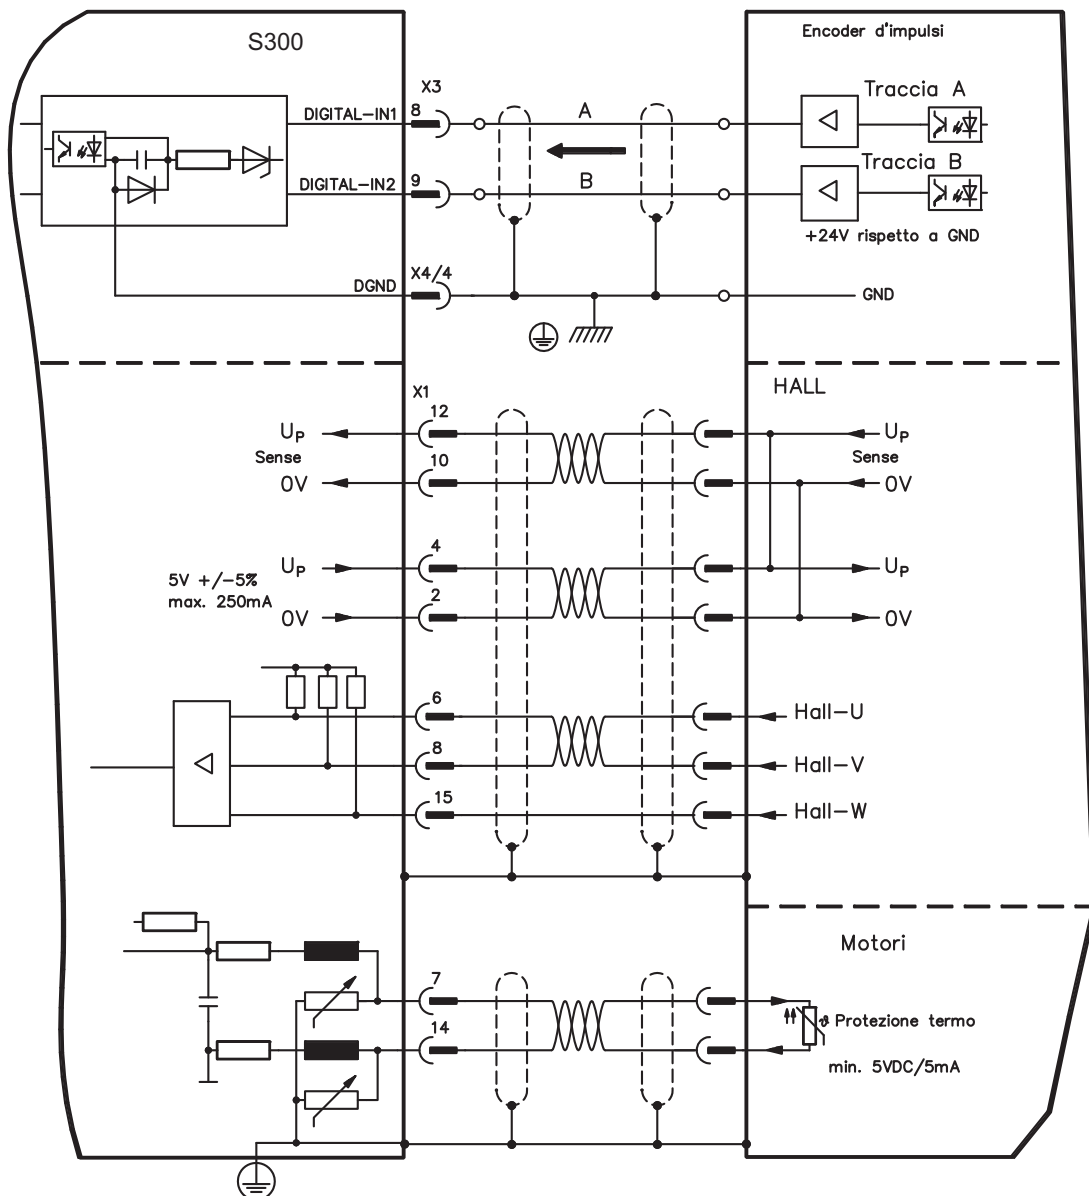 S300
Encoder d'impulsi
X3
DIGITAL-IN1
8
A
Traccia A
DIGITAL-IN2
9
B
Traccia B
+24V rispetto a GND
DGND
X4/4
GND
X1
HALL
UP
12
UP
Sense
10
Sense
0V
0V
5V +/-5%
max. 250mA
UP
4
UP
0V
2
0V
6
Hall-U
8
Hall-V
15
Hall-W
Motori
7
14
ϑ Protezione termo
min. 5VDC/5mA